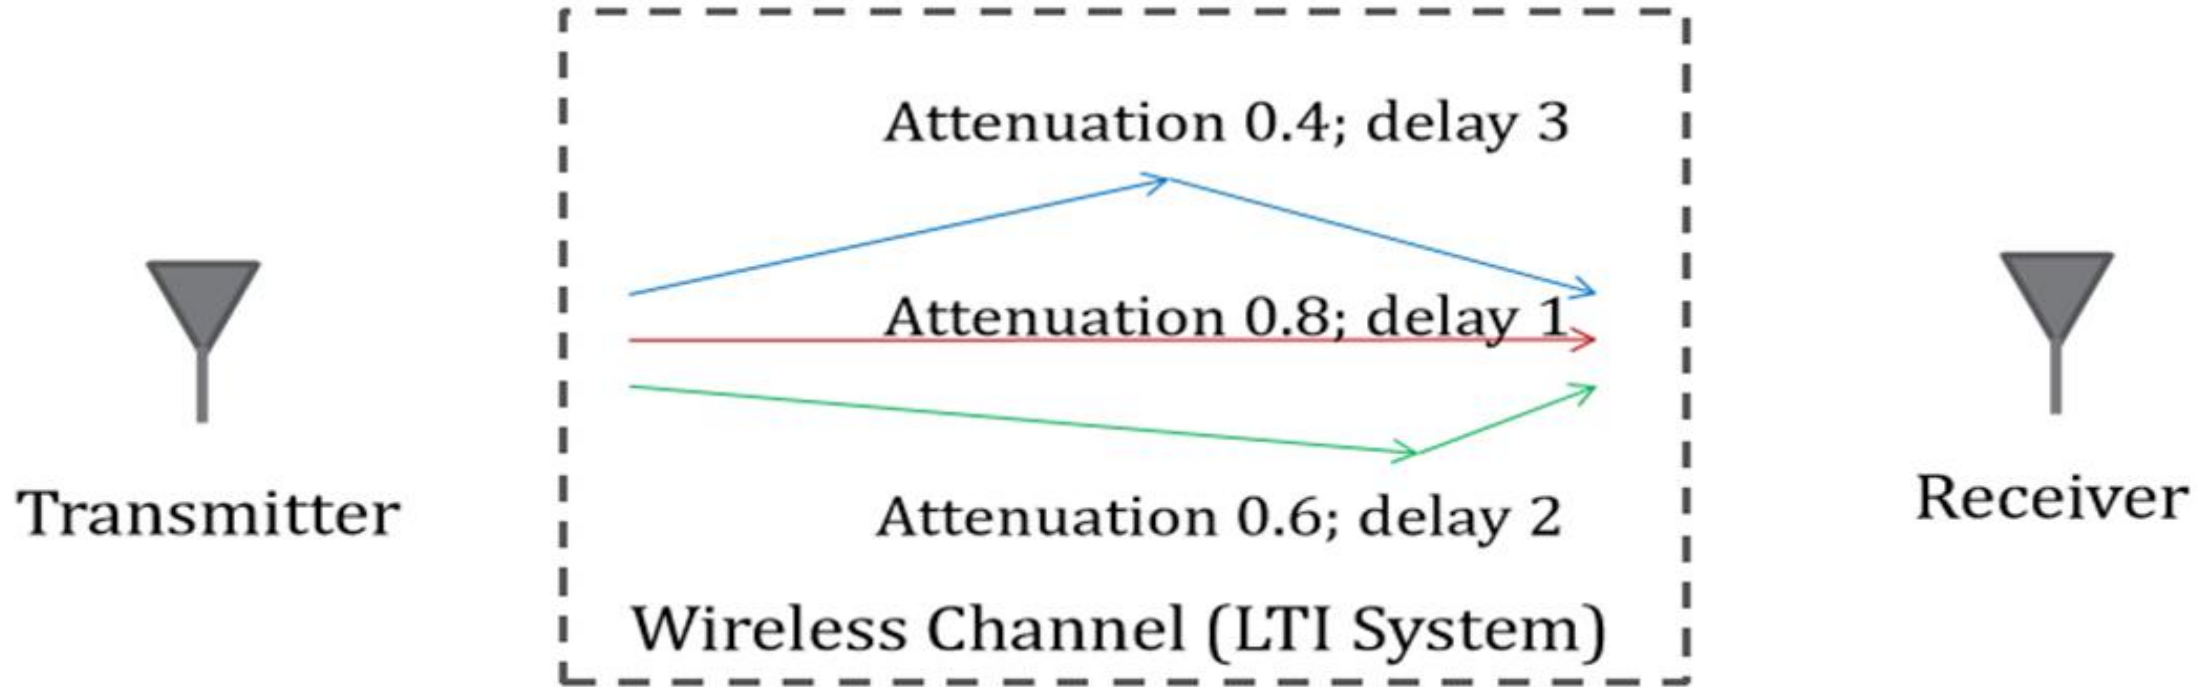 Attenuation 0.4; delay 3
Attenuation 0.8; delay 1
Transmitter
Receiver
Attenuation 0.6; delay 2
Wireless Channel (LTI System)